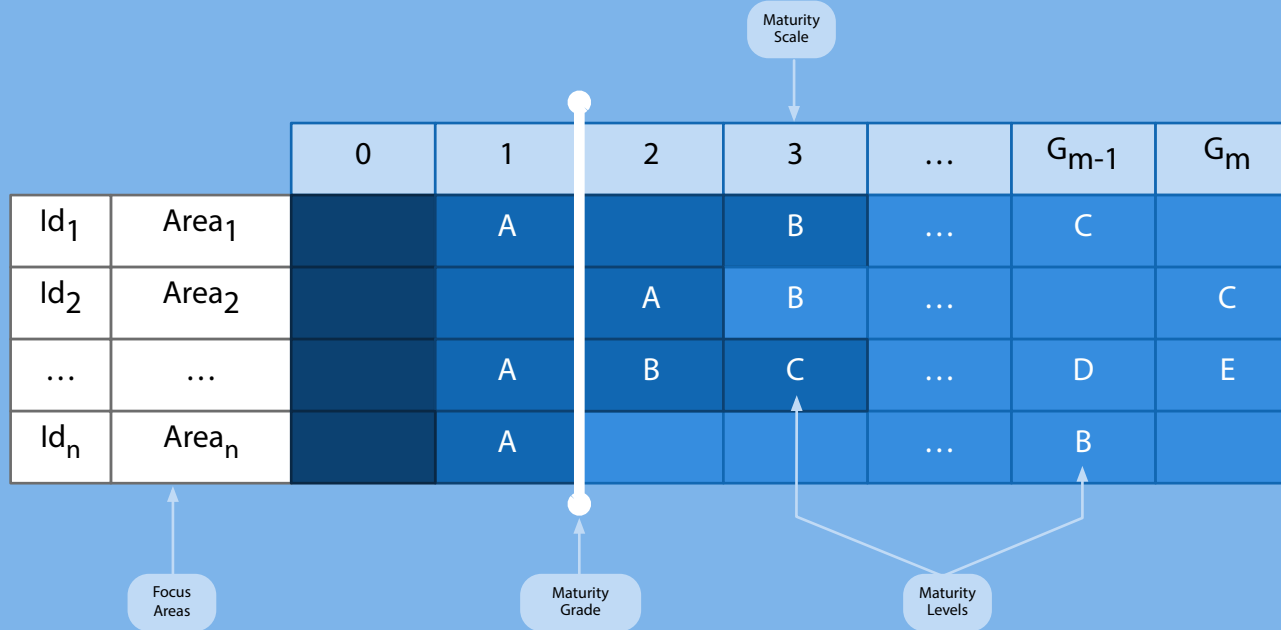 Maturity
Scale
0 1 2 3 … Gm-1 Gm
Id1 Area1 A B … C
Id2 Area2 A B … C
… … A B C … D E
Idn Arean A … B
Focus
Areas
Maturity
Grade
Maturity
Levels